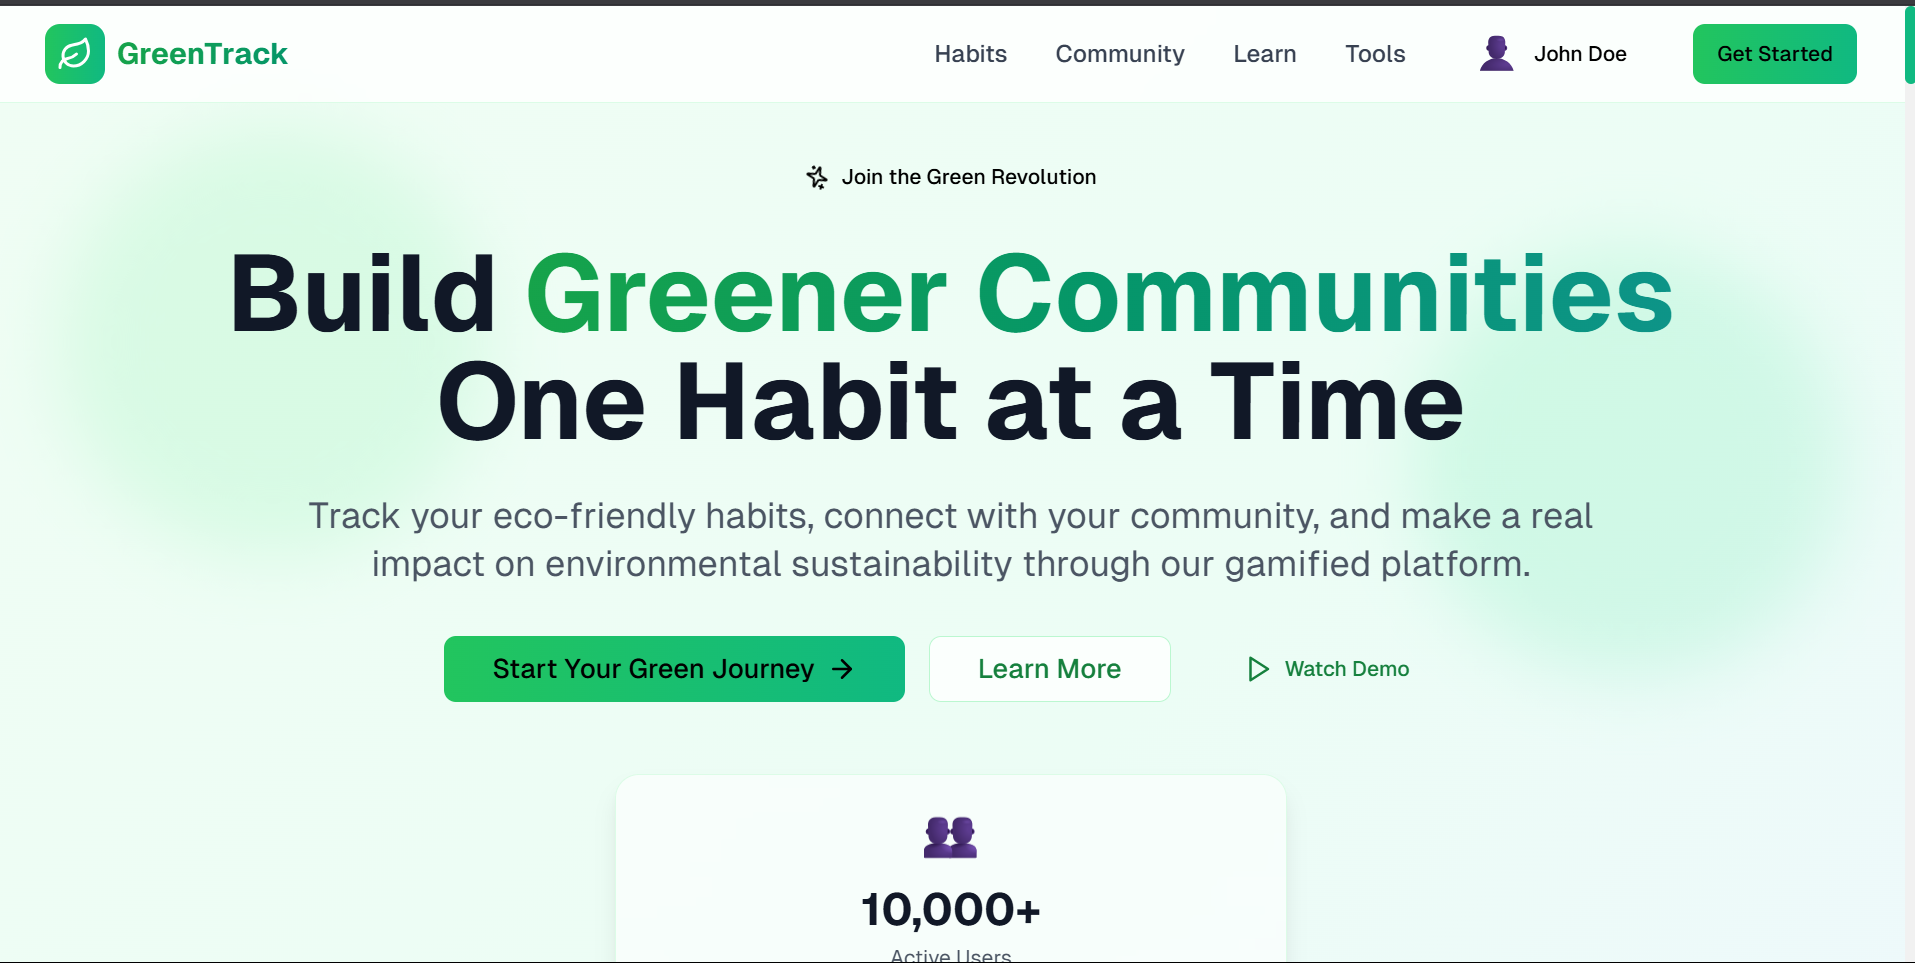 GreenTrack
Habits Community Learn Tools John Doe Get Started
Join the Green Revolution
Build Greener Communities
One Habit at a Time
Track your eco-friendly habits, connect with your community, and make a real
impact on environmental sustainability through our gamified platform.
Start Your Green Journey
Learn More
Watch Demo
10,000+
Active Users